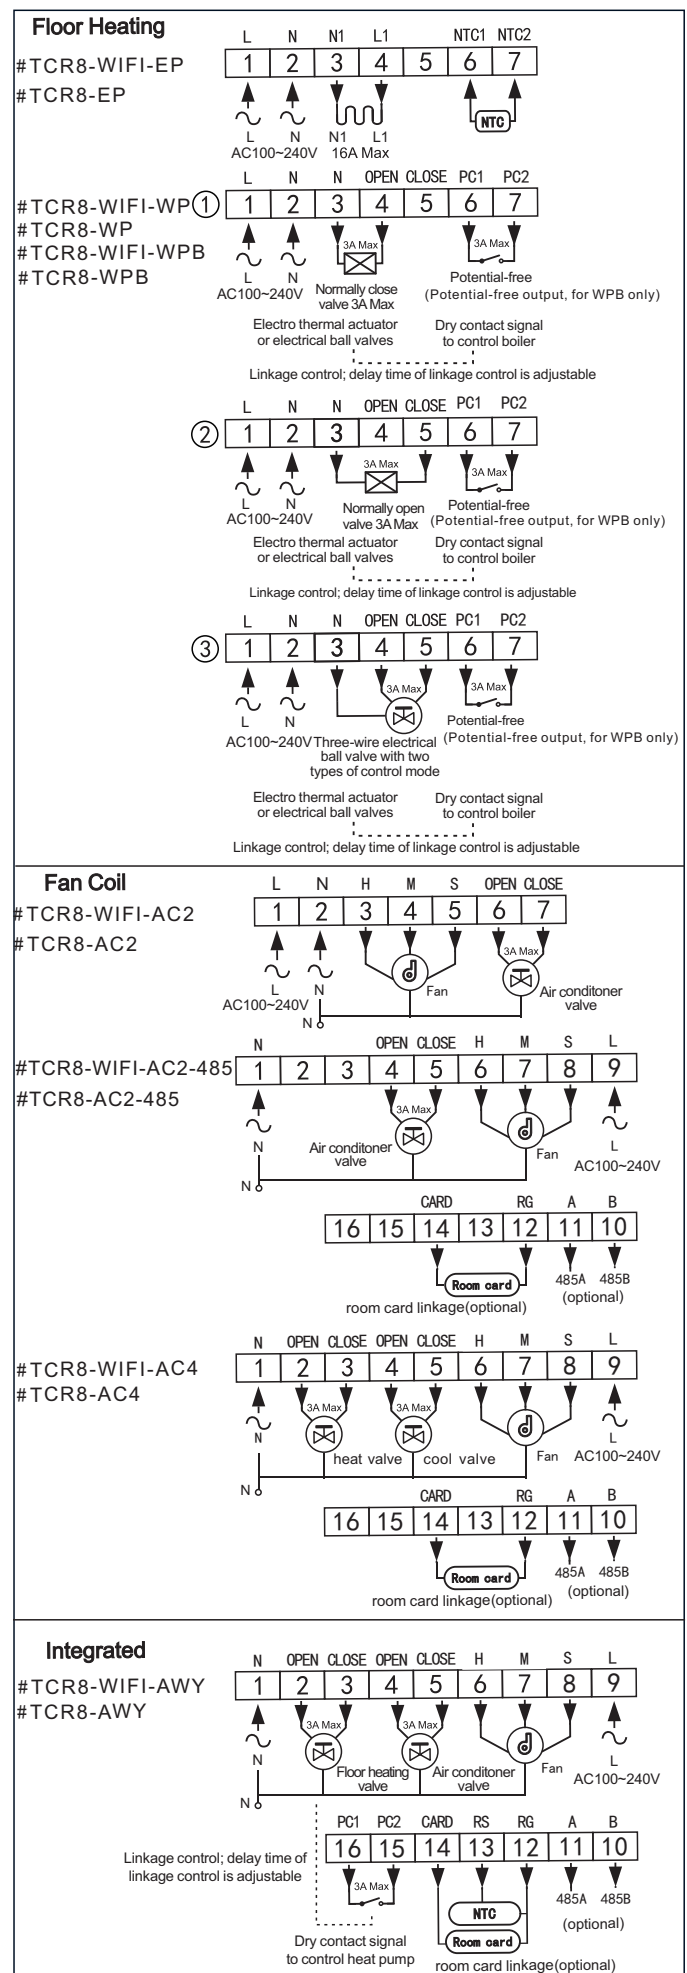 Floor Heating
#TCR8-WIFI-EP
#TCR8-EP
L N N1 L1 NTC1 NTC2
1 2 3 4 5 6 7
NTC
L N N1 L1
AC100~240V 16A Max
#TCR8-WIFI-WP
#TCR8-WP
#TCR8-WIFI-WPB
#TCR8-WPB
①
L N N OPEN CLOSE PC1 PC2
1 2 3 4 5 6 7
3A Max 3A Max
L N
AC100~240V
Normally close
valve 3A Max
Potential-free
(Potential-free output, for WPB only)
Electro thermal actuator
or electrical ball valves
Dry contact signal
to control boiler
Linkage control; delay time of linkage control is adjustable
②
L N N OPEN CLOSE PC1 PC2
1 2 3 4 5 6 7
3A Max 3A Max
L N
AC100~240V
Normally open
valve 3A Max
Potential-free
(Potential-free output, for WPB only)
Electro thermal actuator
or electrical ball valves
Dry contact signal
to control boiler
Linkage control; delay time of linkage control is adjustable
③
L N N OPEN CLOSE PC1 PC2
1 2 3 4 5 6 7
3A Max 3A Max
L N
AC100~240V
Three-wire electrical
ball valve with two
types of control mode
Potential-free
(Potential-free output, for WPB only)
Electro thermal actuator
or electrical ball valves
Dry contact signal
to control boiler
Linkage control; delay time of linkage control is adjustable
Fan Coil
#TCR8-WIFI-AC2
#TCR8-AC2
L N H M S OPEN CLOSE
1 2 3 4 5 6 7
3A Max
L N
AC100~240V
Fan
Air conditoner
valve
N
#TCR8-WIFI-AC2-485
#TCR8-AC2-485
N OPEN CLOSE H M S L
1 2 3 4 5 6 7 8 9
3A Max
N
Air conditoner
valve
Fan
L
AC100~240V
N
CARD RG A B
16 15 14 13 12 11 10
Room card
485A 485B
(optional)
room card linkage(optional)
#TCR8-WIFI-AC4
#TCR8-AC4
N OPEN CLOSE OPEN CLOSE H M S L
1 2 3 4 5 6 7 8 9
3A Max 3A Max
N
heat valve cool valve
Fan
L
AC100~240V
N
CARD RG A B
16 15 14 13 12 11 10
Room card
485A 485B
(optional)
room card linkage(optional)
Integrated
#TCR8-WIFI-AWY
#TCR8-AWY
N OPEN CLOSE OPEN CLOSE H M S L
1 2 3 4 5 6 7 8 9
3A Max 3A Max
N
Floor heating
valve
Air conditoner
valve
Fan
L
AC100~240V
N
PC1 PC2 CARD RS RG A B
16 15 14 13 12 11 10
Linkage control; delay time of
linkage control is adjustable
3A Max
NTC
Room card
485A 485B
(optional)
Dry contact signal
to control heat pump
room card linkage(optional)